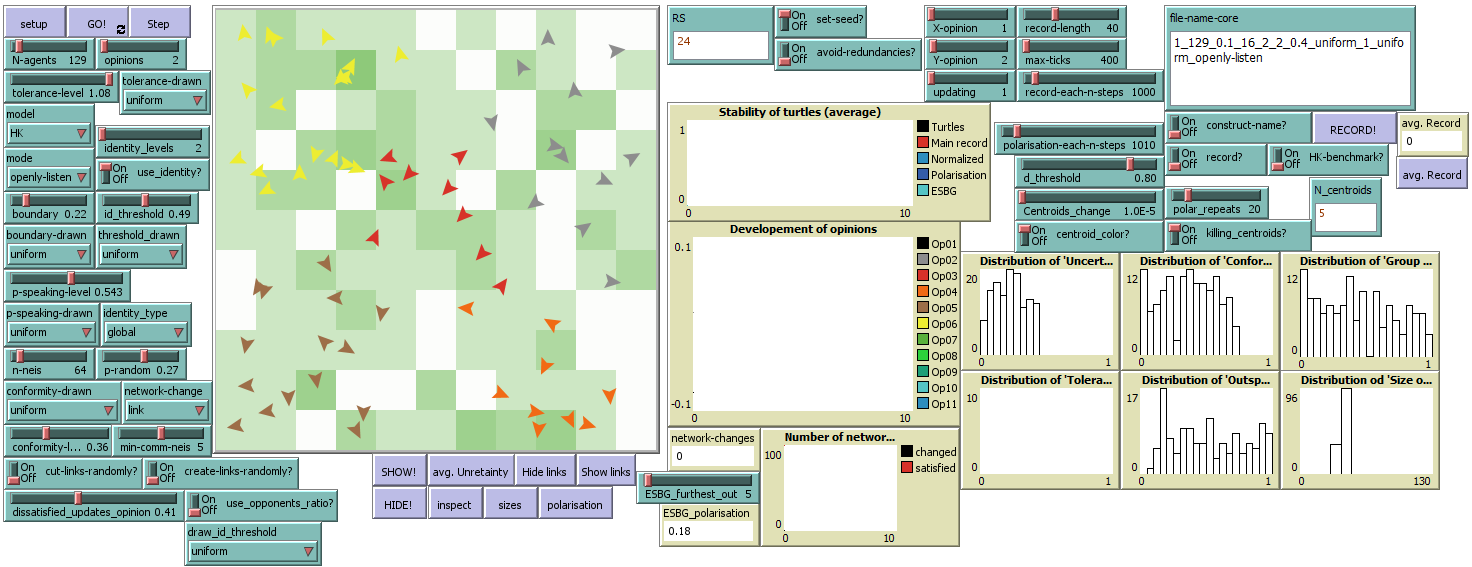 setup
GO!
Step
N-agents 129
opinions 2
tolerance-level 1.08
tolerance-drawn
uniform
model
HK
identity_levels 2
mode
openly-listen
On
Off
use_identity?
boundary 0.22
id_threshold 0.49
boundary-drawn
uniform
threshold_drawn
uniform
p-speaking-level 0.543
p-speaking-drawn
uniform
identity_type
global
n-neis 64
p-random 0.27
conformity-drawn
uniform
network-change
link
conformity-l... 0.36
min-comm-neis 5
On
Off
cut-links-randomly?
On
Off
create-links-randomly?
dissatisfied_updates_opinion 0.41
On
Off
use_opponents_ratio?
draw_id_threshold
uniform
SHOW!
avg. Unretainty
Hide links
Show links
HIDE!
inspect
sizes
polarisation
RS
24
On
Off
set-seed?
On
Off
avoid-redundancies?
X-opinion 1
record-length 40
Y-opinion 2
max-ticks 400
updating 1
record-each-n-steps 1000
file-name-core
1_129_0.1_16_2_2_0.4_uniform_1_unifo
rm_openly-listen
Stability of turtles (average)
1
0
0
10
Turtles
Main record
Normalized
Polarisation
ESBG
polarisation-each-n-steps 1010
d_threshold 0.80
Centroids_change 1.0E-5
On
Off
centroid_color?
On
Off
construct-name?
RECORD!
avg. Record
0
On
Off
record?
On
Off
HK-benchmark?
avg. Record
polar_repeats 20
N_centroids
5
On
Off
killing_centroids?
Developement of opinions
0.1
-0.1
0
10
Op01
Op02
Op03
Op04
Op05
Op06
Op07
Op08
Op09
Op10
Op11
Distribution of 'Uncert...
20
0
0
1
Distribution of 'Confor...
12
0
0
1
Distribution of 'Group ...
12
0
0
1
Distribution of 'Tolera...
10
0
0
1
Distribution of 'Outsp...
17
0
0
1
Distribution od 'Size o...
96
0
0
130
network-changes
0
ESBG_furthest_out 5
ESBG_polarisation
0.18
Number of networ...
100
0
0
10
changed
satisfied